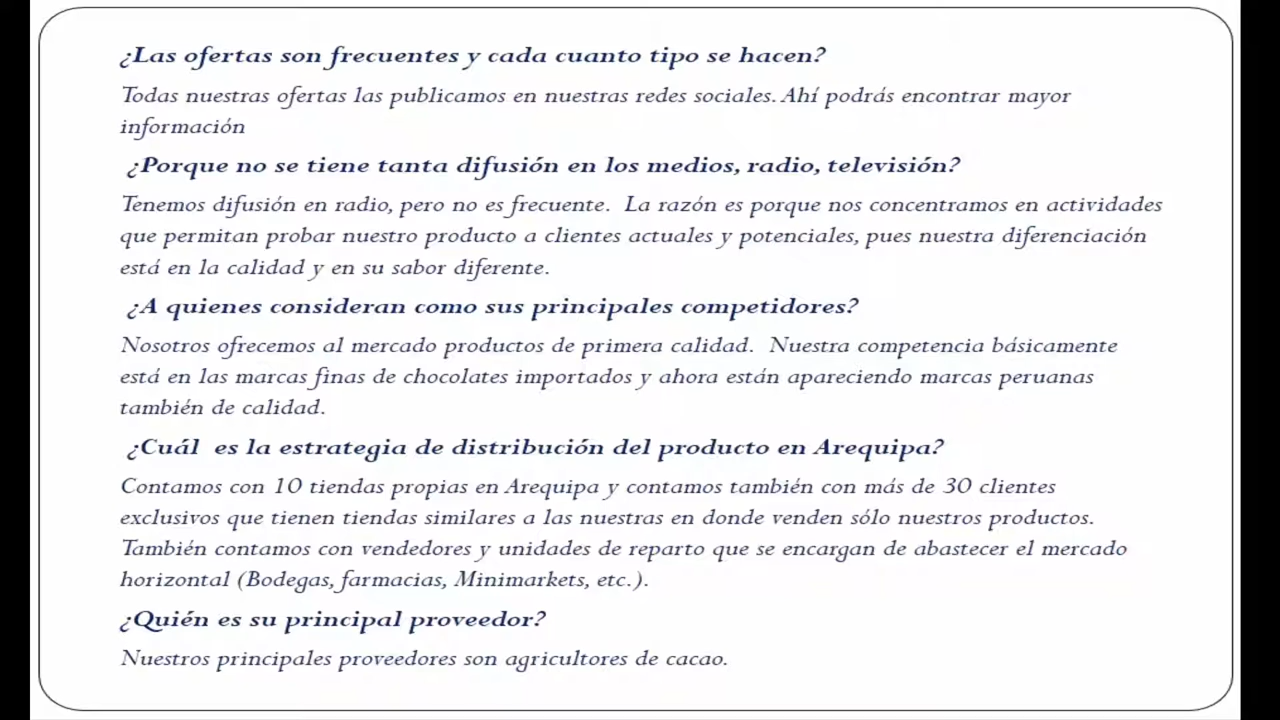 ¿Las ofertas son frecuentes y cada cuanto tipo se hacen?
Todas nuestras ofertas las publicamos en nuestras redes sociales. Ahí podrás encontrar mayor
información
¿Porque no se tiene tanta difusión en los medios, radio, televisión?
Tenemos difusión en radio, pero no es frecuente. La razón es porque nos concentramos en actividades
que permitan probar nuestro producto a clientes actuales y potenciales, pues nuestra diferenciación
está en la calidad y en su sabor diferente.
¿A quienes consideran como sus principales competidores?
Nosotros ofrecemos al mercado productos de primera calidad. Nuestra competencia básicamente
está en las marcas finas de chocolates importados y ahora están apareciendo marcas peruanas
también de calidad.
¿Cuál es la estrategia de distribución del producto en Arequipa?
Contamos con 10 tiendas propias en Arequipa y contamos también con más de 30 clientes
exclusivos que tienen tiendas similares a las nuestras en donde venden sólo nuestros productos.
También contamos con vendedores y unidades de reparto que se encargan de abastecer el mercado
horizontal (Bodegas, farmacias, Minimarkets, etc.).
¿Quién es su principal proveedor?
Nuestros principales proveedores son agricultores de cacao.